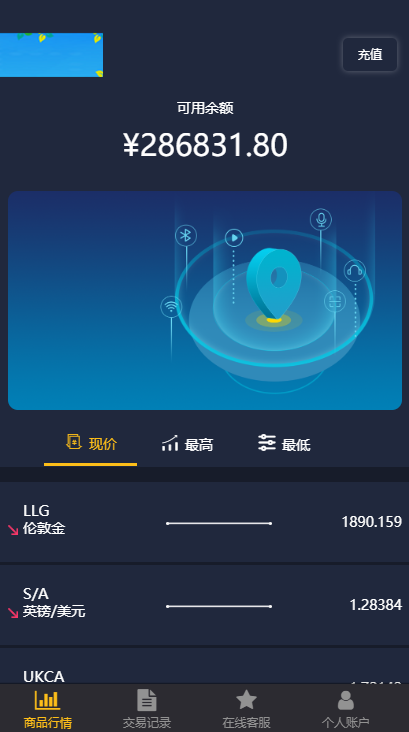 充值
可用余额
¥286831.80
现价
最高
最低
LLG
伦敦金
1890.159
S/A
英镑/美元
1.28384
UKCA
商品行情
交易记录
在线客服
个人账户